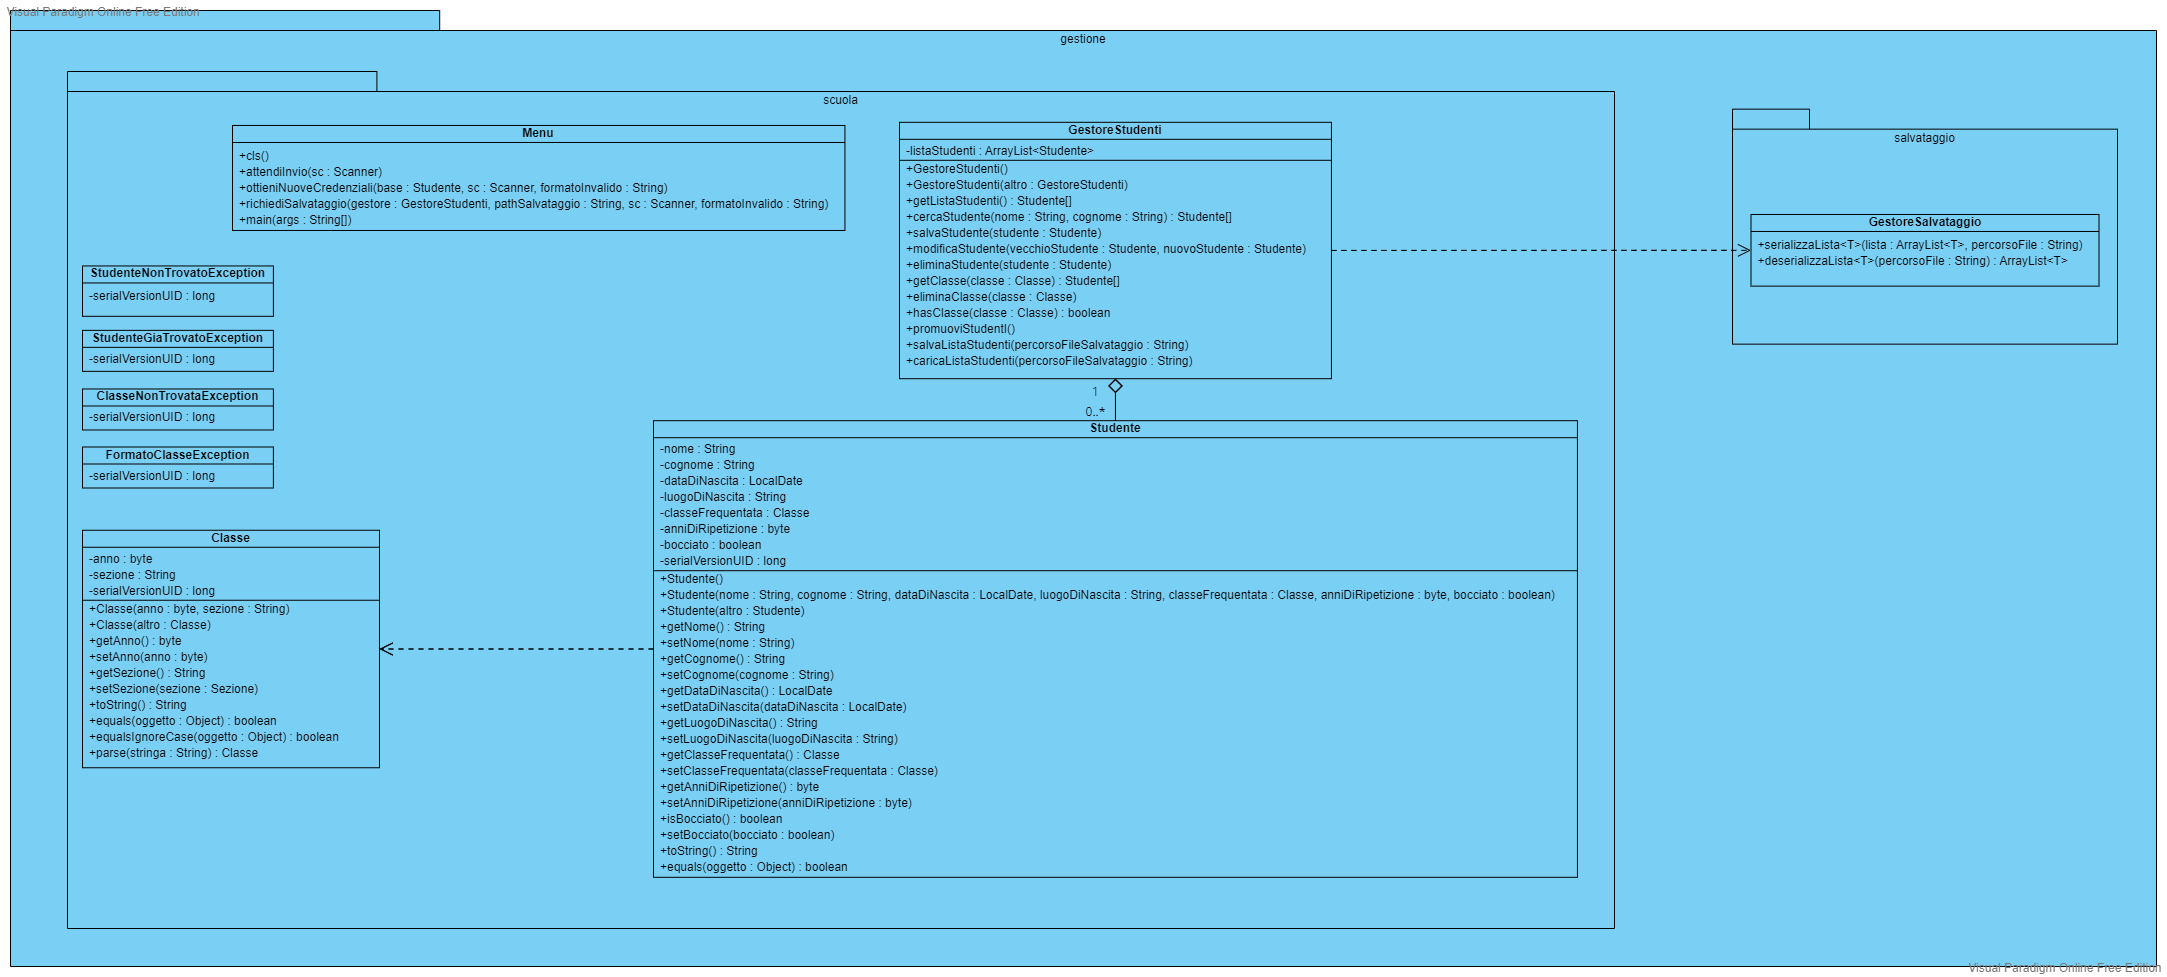 Visual Paradigm Online Free Edition
gestione
scuola
Menu
+cls()
+attendiInvio(sc : Scanner)
+ottieniNuoveCredenziali(base : Studente, sc : Scanner, formatoInvalido : String)
+richiediSalvataggio(gestore : GestoreStudenti, pathSalvataggio : String, sc : Scanner, formatoInvalido : String)
+main(args : String[])
GestoreStudenti
-listaStudenti : ArrayList<Studente>
+GestoreStudenti()
+GestoreStudenti(altro : GestoreStudenti)
+getListaStudenti() : Studente[]
+cercaStudente(nome : String, cognome : String) : Studente[]
+salvaStudente(studente : Studente)
+modificaStudente(vecchioStudente : Studente, nuovoStudente : Studente)
+eliminaStudente(studente : Studente)
+getClasse(classe : Classe) : Studente[]
+eliminaClasse(classe : Classe)
+hasClasse(classe : Classe) : boolean
+promuoviStudentI()
+salvaListaStudenti(percorsoFileSalvataggio : String)
+caricaListaStudenti(percorsoFileSalvataggio : String)
salvataggio
GestoreSalvataggio
+serializzaLista<T>(lista : ArrayList<T>, percorsoFile : String)
+deserializzaLista<T>(percorsoFile : String) : ArrayList<T>
StudenteNonTrovatoException
-serialVersionUID : long
StudenteGiaTrovatoException
-serialVersionUID : long
ClasseNonTrovataException
-serialVersionUID : long
FormatoClasseException
-serialVersionUID : long
1
0..*
Studente
-nome : String
-cognome : String
-dataDiNascita : LocalDate
-luogoDiNascita : String
-classeFrequentata : Classe
-anniDiRipetizione : byte
-bocciato : boolean
-serialVersionUID : long
+Studente()
+Studente(nome : String, cognome : String, dataDiNascita : LocalDate, luogoDiNascita : String, classeFrequentata : Classe, anniDiRipetizione : byte, bocciato : boolean)
+Studente(altro : Studente)
+getNome() : String
+setNome(nome : String)
+getCognome() : String
+setCognome(cognome : String)
+getDataDiNascita() : LocalDate
+setDataDiNascita(dataDiNascita : LocalDate)
+getLuogoDiNascita() : String
+setLuogoDiNascita(luogoDiNascita : String)
+getClasseFrequentata() : Classe
+setClasseFrequentata(classeFrequentata : Classe)
+getAnniDiRipetizione() : byte
+setAnniDiRipetizione(anniDiRipetizione : byte)
+isBocciato() : boolean
+setBocciato(bocciato : boolean)
+toString() : String
+equals(oggetto : Object) : boolean
Classe
-anno : byte
-sezione : String
-serialVersionUID : long
+Classe(anno : byte, sezione : String)
+Classe(altro : Classe)
+getAnno() : byte
+setAnno(anno : byte)
+getSezione() : String
+setSezione(sezione : Sezione)
+toString() : String
+equals(oggetto : Object) : boolean
+equalsIgnoreCase(oggetto : Object) : boolean
+parse(stringa : String) : Classe
Visual Paradigm Online Free Edition